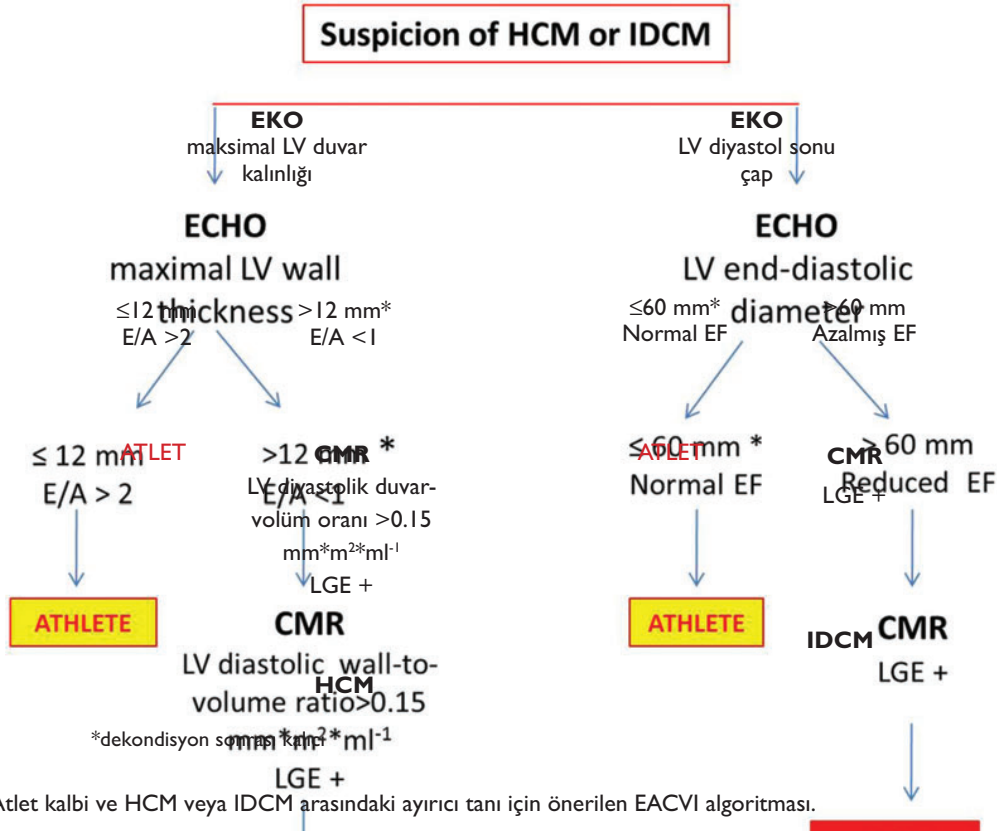 Suspicion of HCM or IDCM
EKO
maksimal LV duvar
kalınlığı
ECHO
maximal LV wall
thickness
≤12 mm
E/A >2
>12 mm*
E/A <1
≤ 12 mm
E/A > 2
ATLET
ATHLETE
>12 mm *
E/A <1
CMR
LV diyastolik duvar-
volüm oranı >0.15
mm*m²*ml⁻¹
LGE +
CMR
LV diastolic wall-to-
volume ratio>0.15
mm*m²*ml⁻¹
LGE +
HCM
EKO
LV diyastol sonu
çap
ECHO
LV end-diastolic
diameter
≤60 mm*
Normal EF
>60 mm
Azalmış EF
≤ 60 mm *
Normal EF
ATLET
ATHLETE
> 60 mm
Reduced EF
CMR
LGE +
IDCM
CMR
LGE +
*dekondisyon sonrası kalıcı
Atlet kalbi ve HCM veya IDCM arasındaki ayırıcı tanı için önerilen EACVI algoritması.